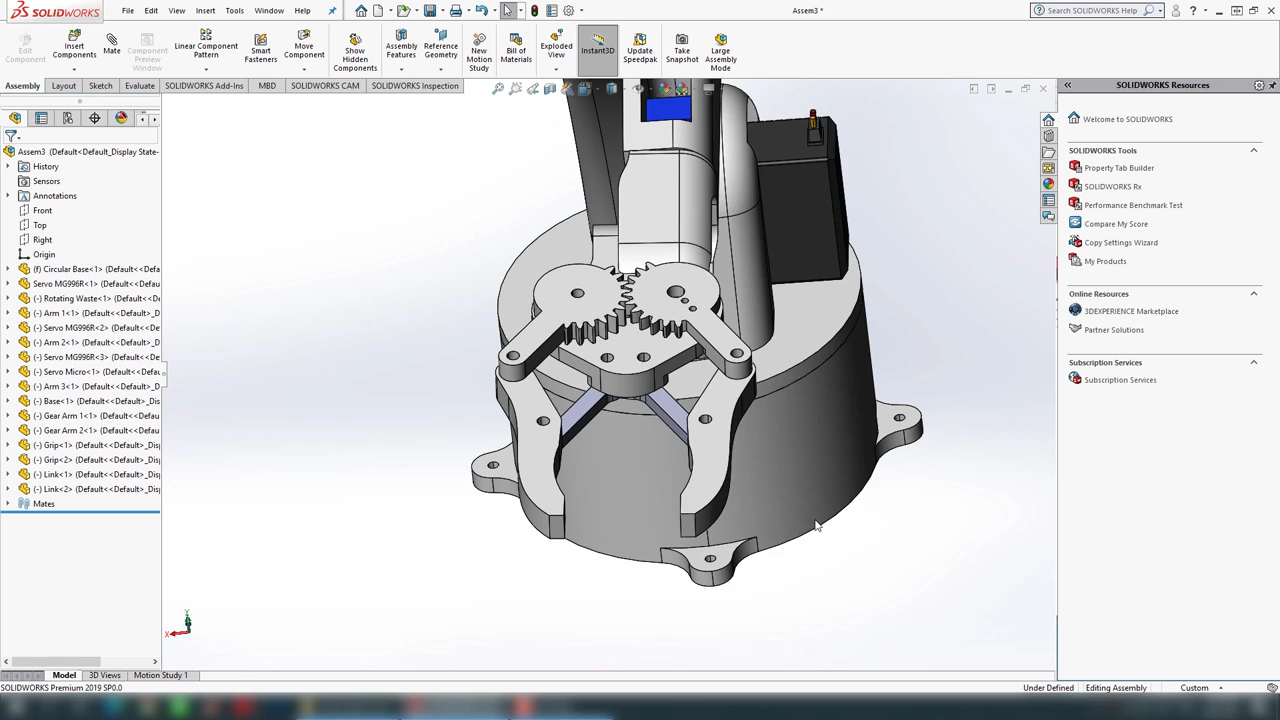 SOLIDWORKS File Edit View Insert Tools Window Help Assem3 * Search SOLIDWORKS Help
Edit Component
Insert Components
Mate
Component Preview Window
Linear Component Pattern
Smart Fasteners
Move Component
Show Hidden Components
Assembly Features
Reference Geometry
New Motion Study
Bill of Materials
Exploded View
Instant3D
Update Speedpak
Take Snapshot
Large Assembly Mode
Assembly Layout Sketch Evaluate SOLIDWORKS Add-Ins MBD SOLIDWORKS CAM SOLIDWORKS Inspection
Assem3 (Default<Default_Display State-
History
Sensors
Annotations
Front
Top
Right
Origin
(f) Circular Base<1> (Default<<Defa
Servo MG996R<1> (Default<<Default
(-) Rotating Waste<1> (Default<<De
(-) Arm 1<1> (Default<<Default>_D
(-) Servo MG996R<2> (Default<<De
(-) Arm 2<1> (Default<<Default>_D
(-) Servo MG996R<3> (Default<<De
(-) Servo Micro<1> (Default<<Defau
(-) Arm 3<1> (Default<<Default>_D
(-) Base<1> (Default<<Default>_Disp
(-) Gear Arm 1<1> (Default<<Defaul
(-) Gear Arm 2<1> (Default<<Defaul
(-) Grip<1> (Default<<Default>_Disp
(-) Grip<2> (Default<<Default>_Disp
(-) Link<1> (Default<<Default>_Disp
(-) Link<2> (Default<<Default>_Disp
Mates
SOLIDWORKS Resources
Welcome to SOLIDWORKS
SOLIDWORKS Tools
Property Tab Builder
SOLIDWORKS Rx
Performance Benchmark Test
Compare My Score
Copy Settings Wizard
My Products
Online Resources
3DEXPERIENCE Marketplace
Partner Solutions
Subscription Services
Subscription Services
Y
X
Model 3D Views Motion Study 1
SOLIDWORKS Premium 2019 SP0.0 Under Defined Editing Assembly Custom